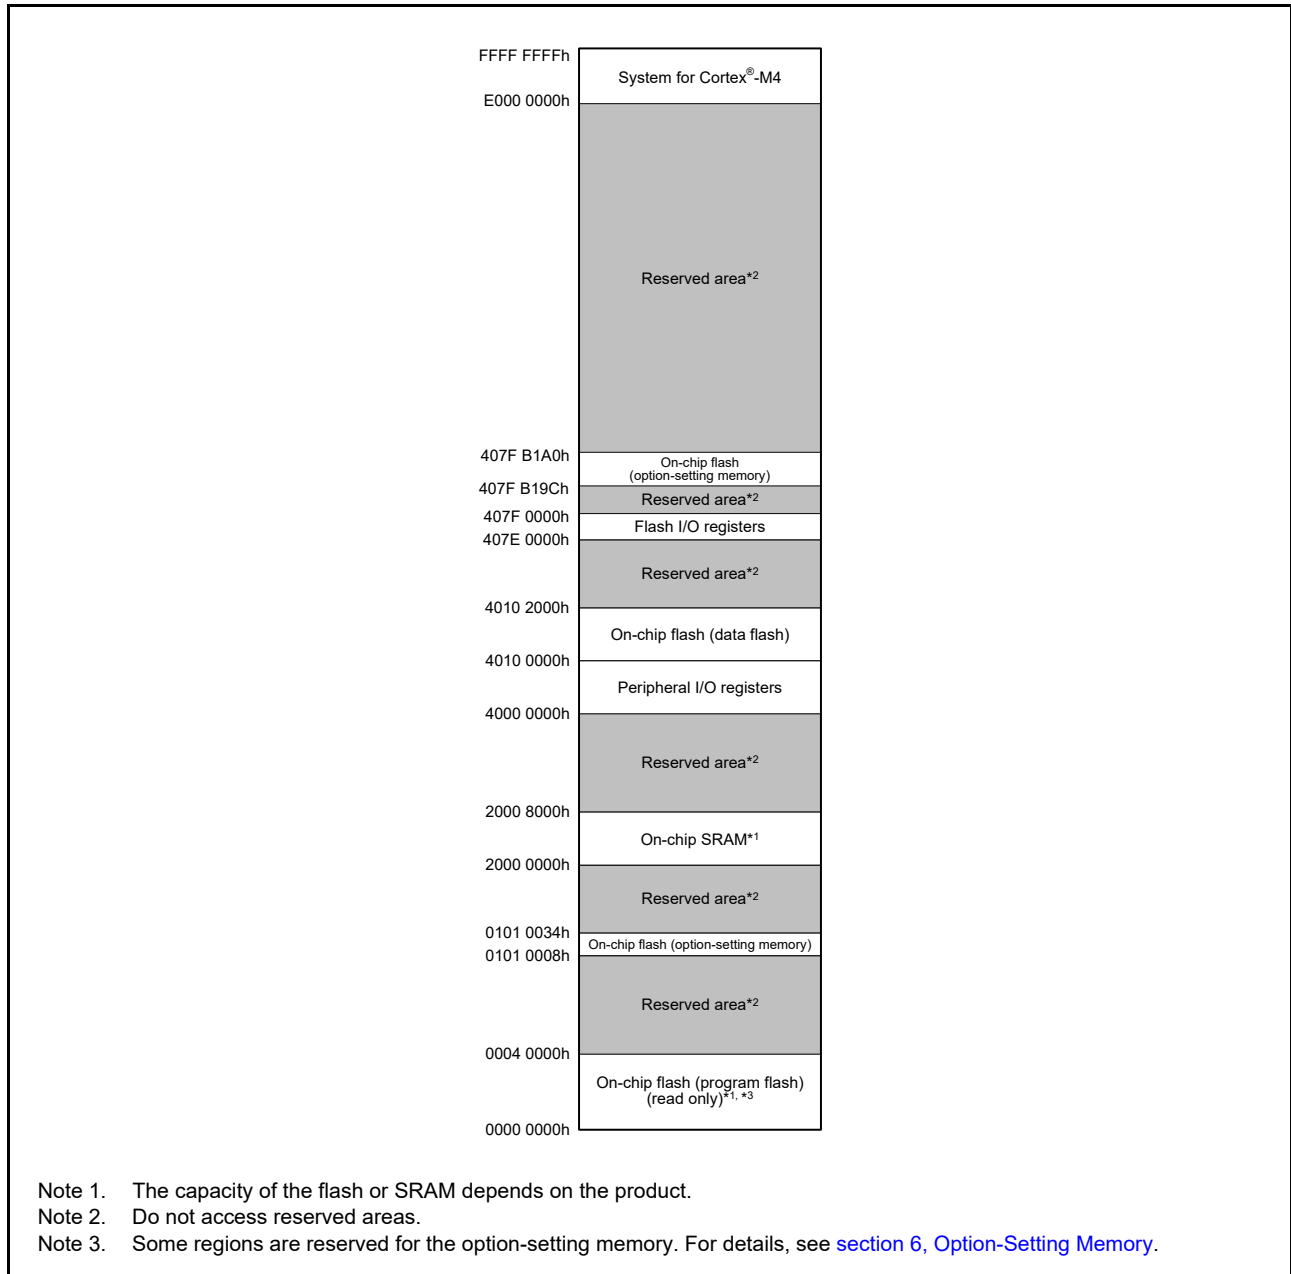 FFFF FFFFh
System for Cortex®-M4
E000 0000h
Reserved area*2
407F B1A0h
On-chip flash
(option-setting memory)
407F B19Ch
Reserved area*2
407F 0000h
Flash I/O registers
407E 0000h
Reserved area*2
4010 2000h
On-chip flash (data flash)
4010 0000h
Peripheral I/O registers
4000 0000h
Reserved area*2
2000 8000h
On-chip SRAM*1
2000 0000h
Reserved area*2
0101 0034h
On-chip flash (option-setting memory)
0101 0008h
Reserved area*2
0004 0000h
On-chip flash (program flash)
(read only)*1, *3
0000 0000h
Note 1. The capacity of the flash or SRAM depends on the product.
Note 2. Do not access reserved areas.
Note 3. Some regions are reserved for the option-setting memory. For details, see section 6, Option-Setting Memory.